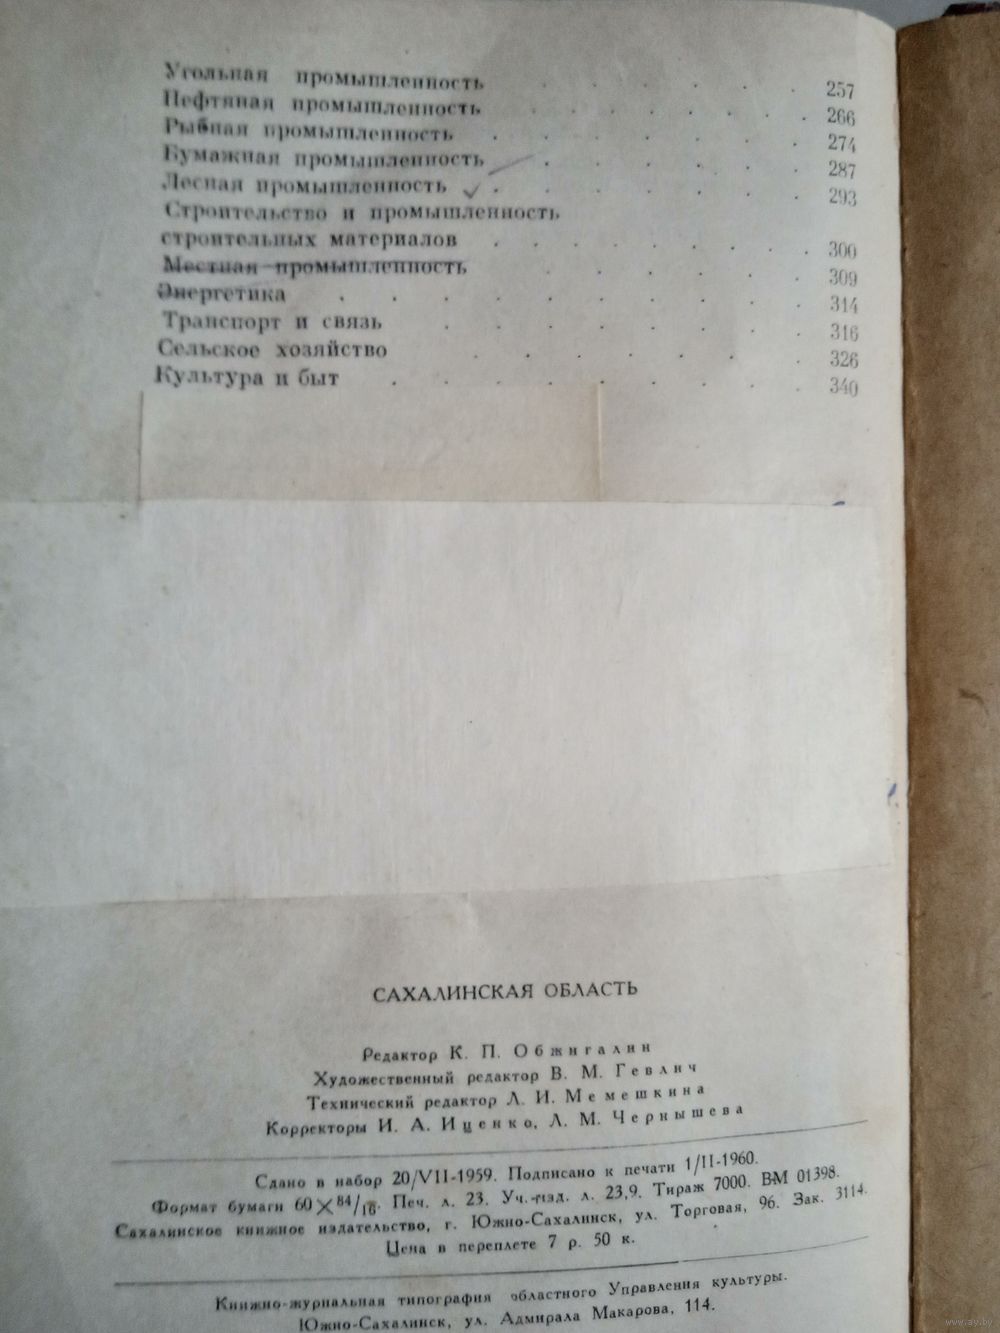 Угольная промышленность . . . . . . 257
Нефтяная промышленность . . . . . . 266
Рыбная промышленность . . . . . . . 274
Бумажная промышленность . . . . . . 287
Лесная промышленность . . . . . . . 293
Строительство и промышленность
строительных материалов . . . . . . . 300
Местная промышленность . . . . . . 309
Энергетика . . . . . . . . . . 314
Транспорт и связь . . . . . . . . 316
Сельское хозяйство . . . . . . . 326
Культура и быт . . . . . . . . . 340
САХАЛИНСКАЯ ОБЛАСТЬ
Редактор К. П. Обжигалин
Художественный редактор В. М. Гевлич
Технический редактор Л. И. Мемешкина
Корректоры И. А. Иценко, Л. М. Чернышева
Сдано в набор 20/VII-1959. Подписано к печати 1/II-1960.
Формат бумаги 60×84/16. Печ. л. 23. Уч.-изд. л. 23,9. Тираж 7000. ВМ 01398.
Сахалинское книжное издательство, г. Южно-Сахалинск, ул. Торговая, 96. Зак. 3114.
Цена в переплете 7 р. 50 к.
Книжно-журнальная типография областного Управления культуры.
Южно-Сахалинск, ул. Адмирала Макарова, 114.
www.ay.by